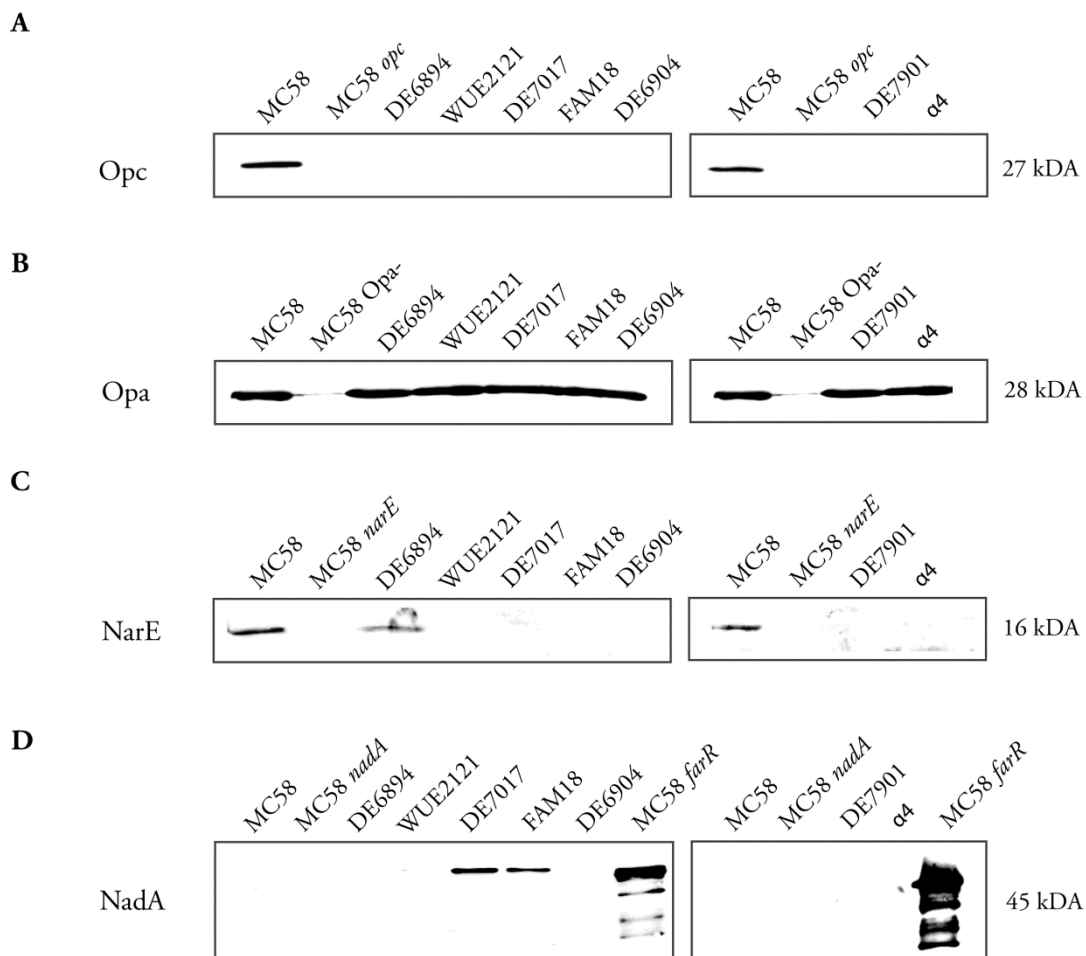 A
MC58 MC58 opc DE6894 WUE2121 DE7017 FAM18 DE6904 MC58 MC58 opc DE7901 α4
Opc 27 kDA
B
MC58 MC58 Opa- DE6894 WUE2121 DE7017 FAM18 DE6904 MC58 MC58 Opa- DE7901 α4
Opa 28 kDA
C
MC58 MC58 narE DE6894 WUE2121 DE7017 FAM18 DE6904 MC58 MC58 narE DE7901 α4
NarE 16 kDA
D
MC58 MC58 nadA DE6894 WUE2121 DE7017 FAM18 DE6904 MC58 farR MC58 MC58 nadA DE7901 α4 MC58 farR
NadA 45 kDA